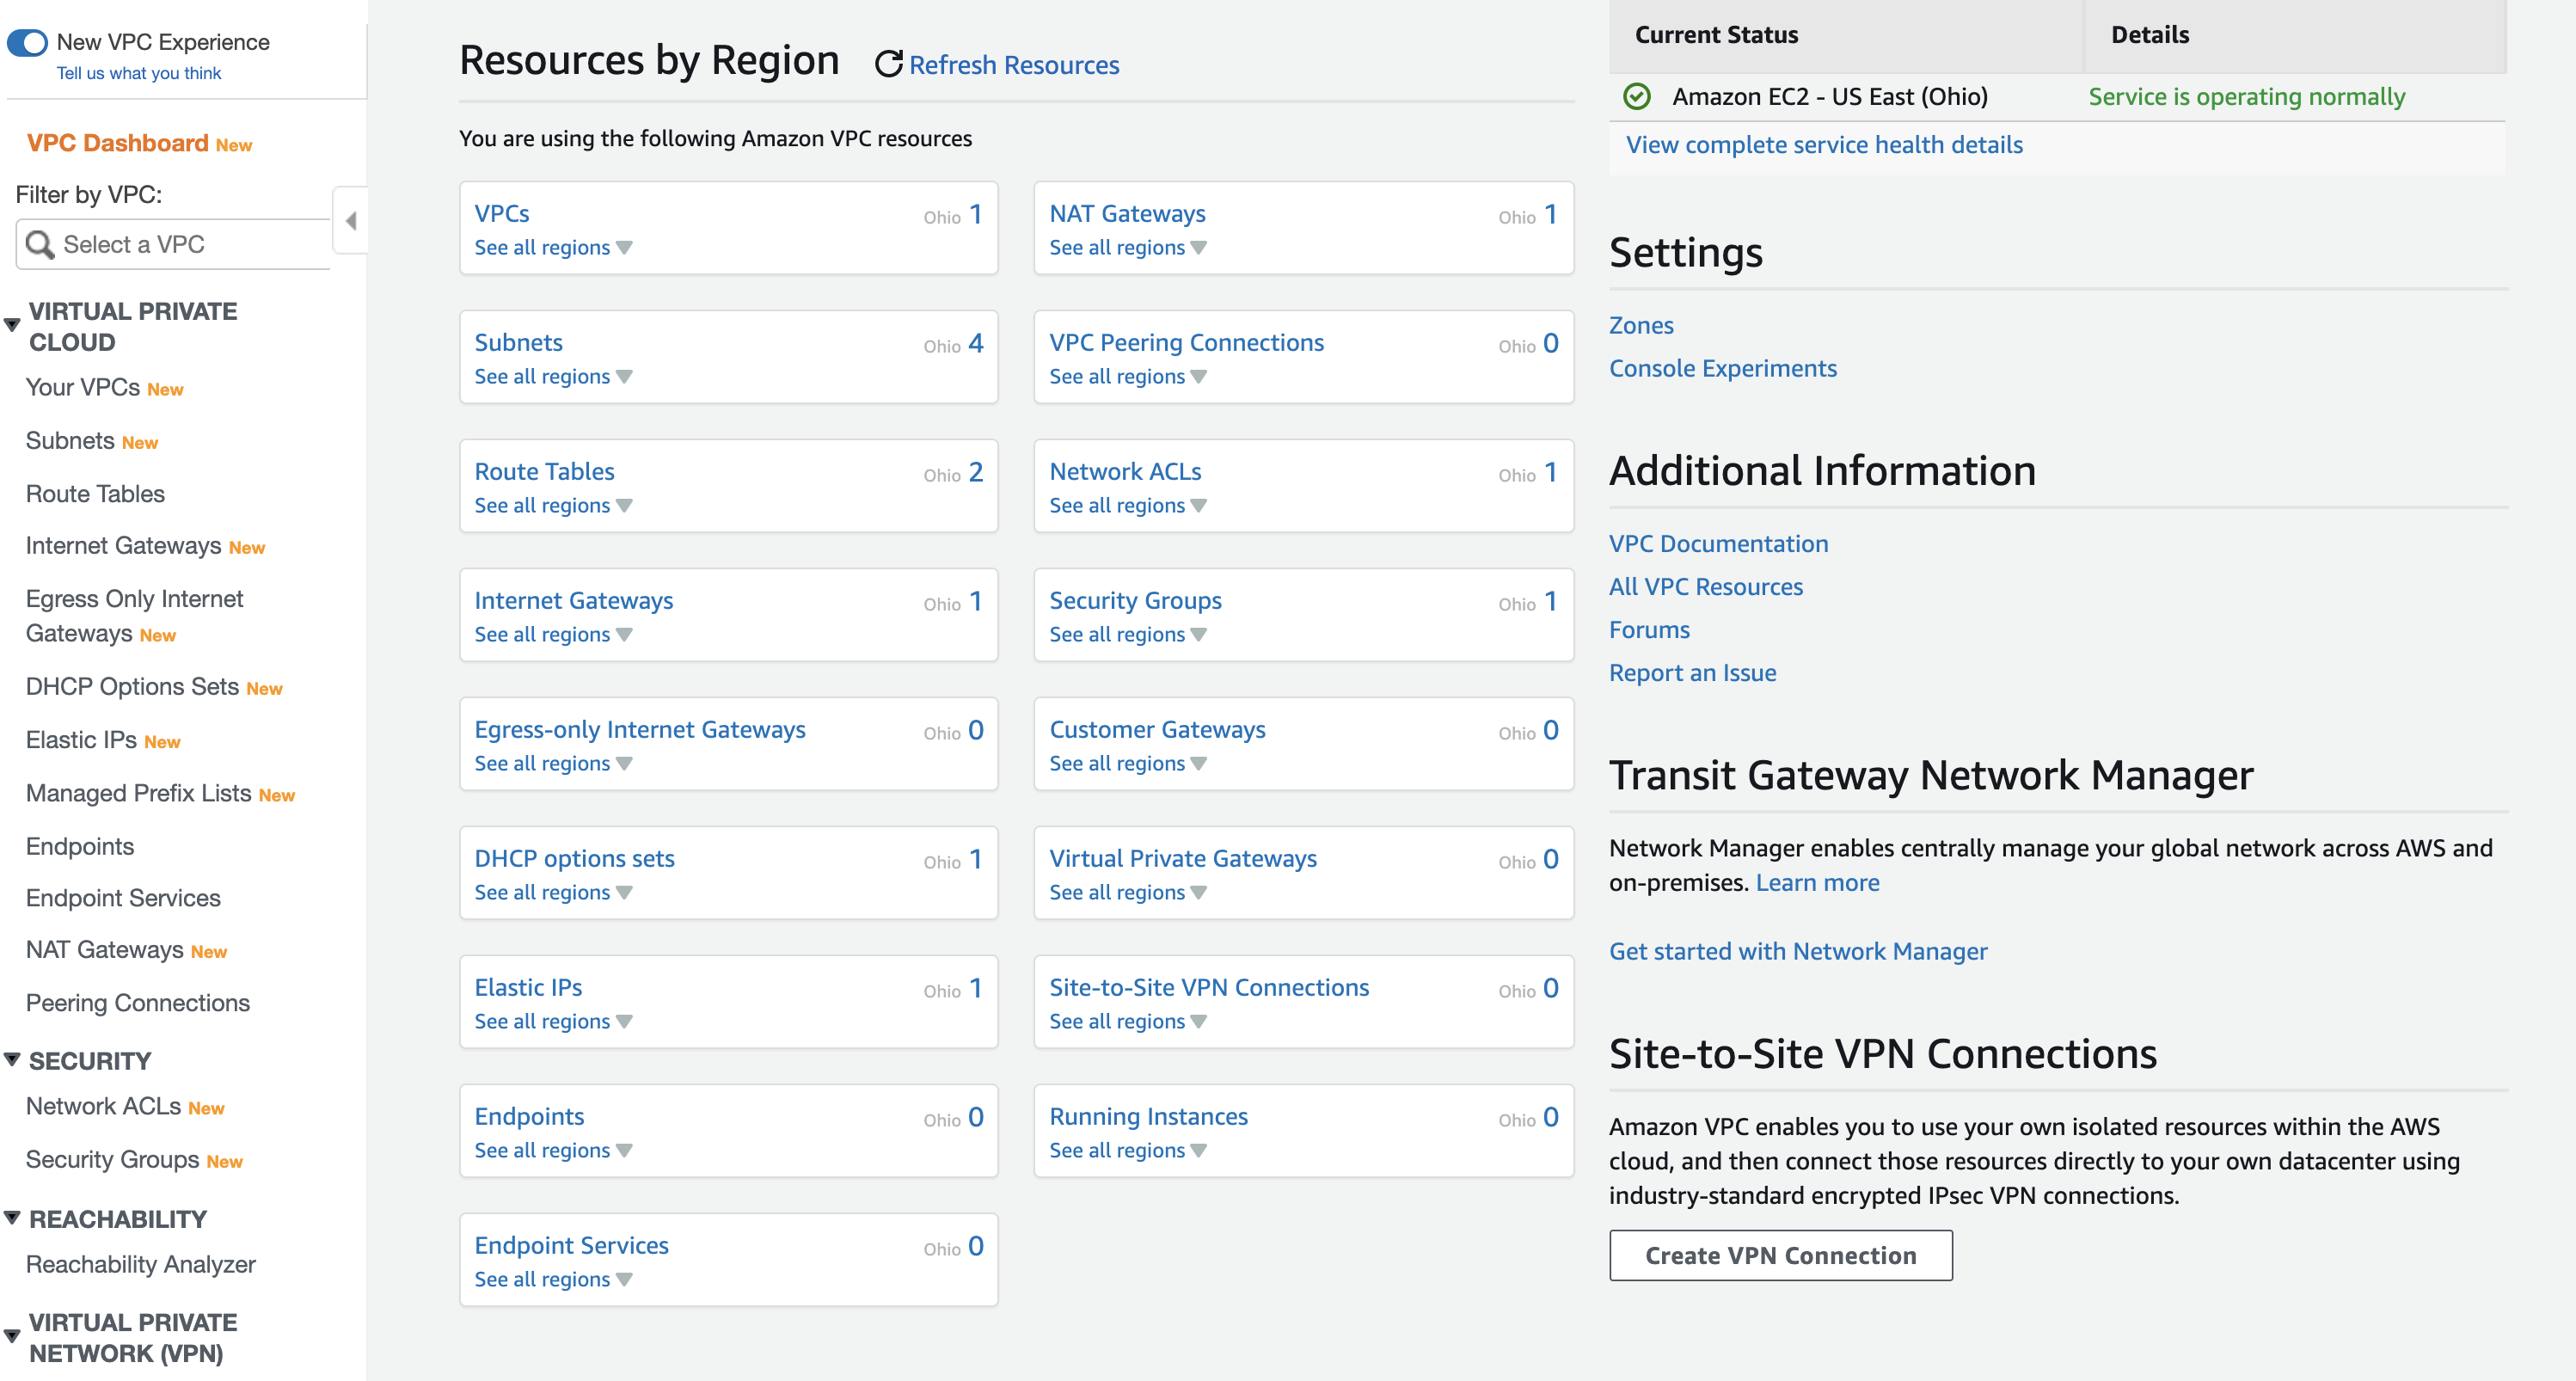 New VPC Experience
Tell us what you think
VPC Dashboard New
Filter by VPC:
Select a VPC
VIRTUAL PRIVATE
CLOUD
Your VPCs New
Subnets New
Route Tables
Internet Gateways New
Egress Only Internet
Gateways New
DHCP Options Sets New
Elastic IPs New
Managed Prefix Lists New
Endpoints
Endpoint Services
NAT Gateways New
Peering Connections
SECURITY
Network ACLs New
Security Groups New
REACHABILITY
Reachability Analyzer
VIRTUAL PRIVATE
NETWORK (VPN)
Resources by Region Refresh Resources
You are using the following Amazon VPC resources
VPCs Ohio 1
See all regions
NAT Gateways Ohio 1
See all regions
Subnets Ohio 4
See all regions
VPC Peering Connections Ohio 0
See all regions
Route Tables Ohio 2
See all regions
Network ACLs Ohio 1
See all regions
Internet Gateways Ohio 1
See all regions
Security Groups Ohio 1
See all regions
Egress-only Internet Gateways Ohio 0
See all regions
Customer Gateways Ohio 0
See all regions
DHCP options sets Ohio 1
See all regions
Virtual Private Gateways Ohio 0
See all regions
Elastic IPs Ohio 1
See all regions
Site-to-Site VPN Connections Ohio 0
See all regions
Endpoints Ohio 0
See all regions
Running Instances Ohio 0
See all regions
Endpoint Services Ohio 0
See all regions
Current Status Details
Amazon EC2 - US East (Ohio) Service is operating normally
View complete service health details
Settings
Zones
Console Experiments
Additional Information
VPC Documentation
All VPC Resources
Forums
Report an Issue
Transit Gateway Network Manager
Network Manager enables centrally manage your global network across AWS and
on-premises. Learn more
Get started with Network Manager
Site-to-Site VPN Connections
Amazon VPC enables you to use your own isolated resources within the AWS
cloud, and then connect those resources directly to your own datacenter using
industry-standard encrypted IPsec VPN connections.
Create VPN Connection